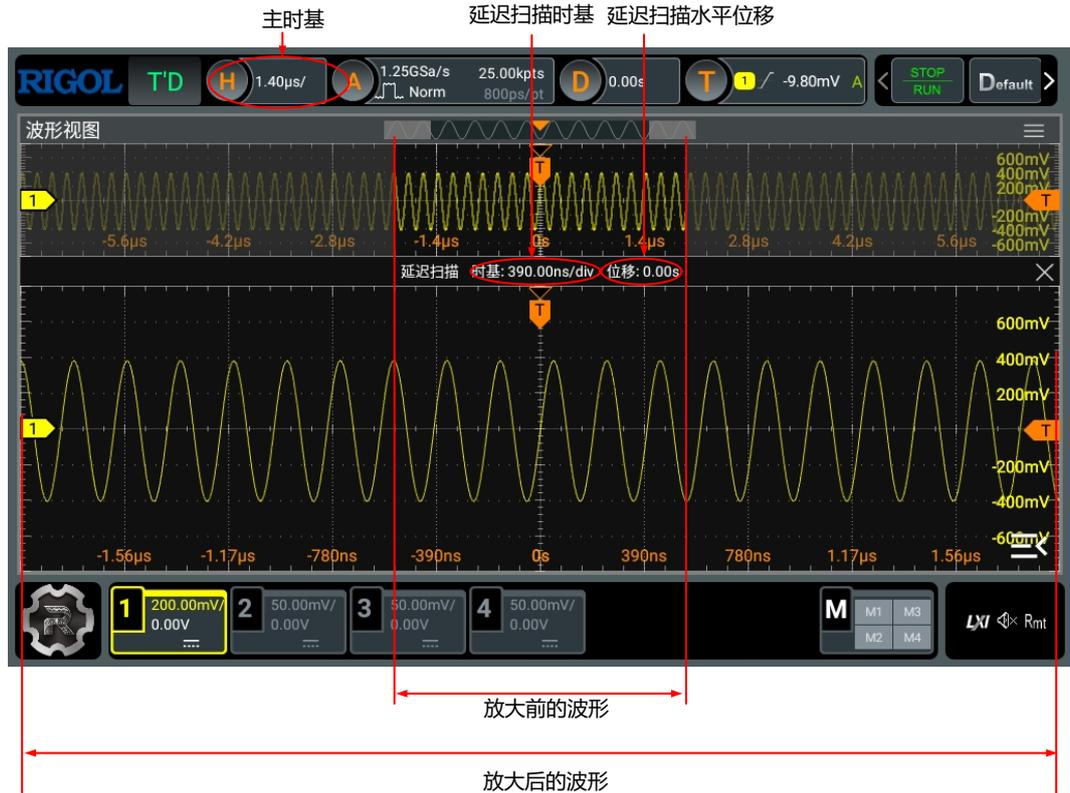 主时基
延迟扫描时基 延迟扫描水平位移
RIGOL T'D H 1.40μs/ A 1.25GSa/s 25.00kpts D 0.00s T 1 -9.80mV A STOP Default
Norm 800ps/pt RUN
波形视图
T
600mV
400mV
200mV
1 T
-200mV
-400mV
-600mV
-5.6μs -4.2μs -2.8μs -1.4μs 0s 1.4μs 2.8μs 4.2μs 5.6μs
延迟扫描 时基: 390.00ns/div 位移: 0.00s
T
600mV
400mV
200mV
1 T
-200mV
-400mV
-600mV
-1.56μs -1.17μs -780ns -390ns 0s 390ns 780ns 1.17μs 1.56μs
1 200.00mV/ 2 50.00mV/ 3 50.00mV/ 4 50.00mV/ M M1 M3 LXI Rmt
0.00V 0.00V 0.00V 0.00V M2 M4
放大前的波形
放大后的波形